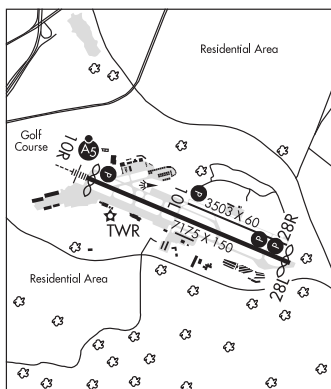 Residential Area
Golf
Course
A5
10R
P
P
10L
3503 X 60
7175 X 150
TWR
P
P
28R
28L
Residential Area